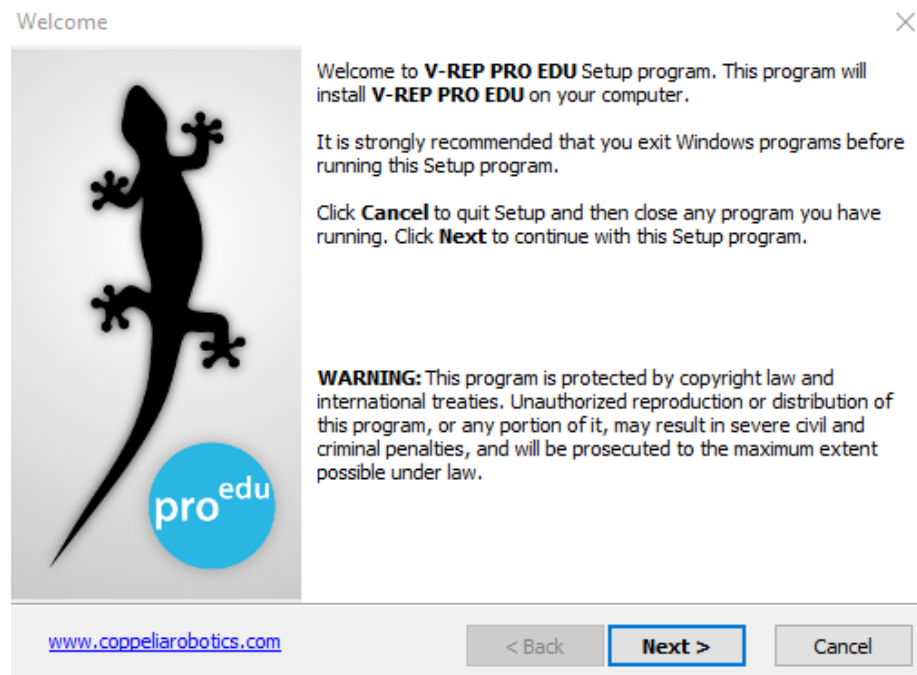 Welcome
Welcome to V-REP PRO EDU Setup program. This program will
install V-REP PRO EDU on your computer.
It is strongly recommended that you exit Windows programs before
running this Setup program.
Click Cancel to quit Setup and then close any program you have
running. Click Next to continue with this Setup program.
WARNING: This program is protected by copyright law and
international treaties. Unauthorized reproduction or distribution of
this program, or any portion of it, may result in severe civil and
criminal penalties, and will be prosecuted to the maximum extent
possible under law.
pro edu
www.coppeliarobotics.com
< Back
Next >
Cancel